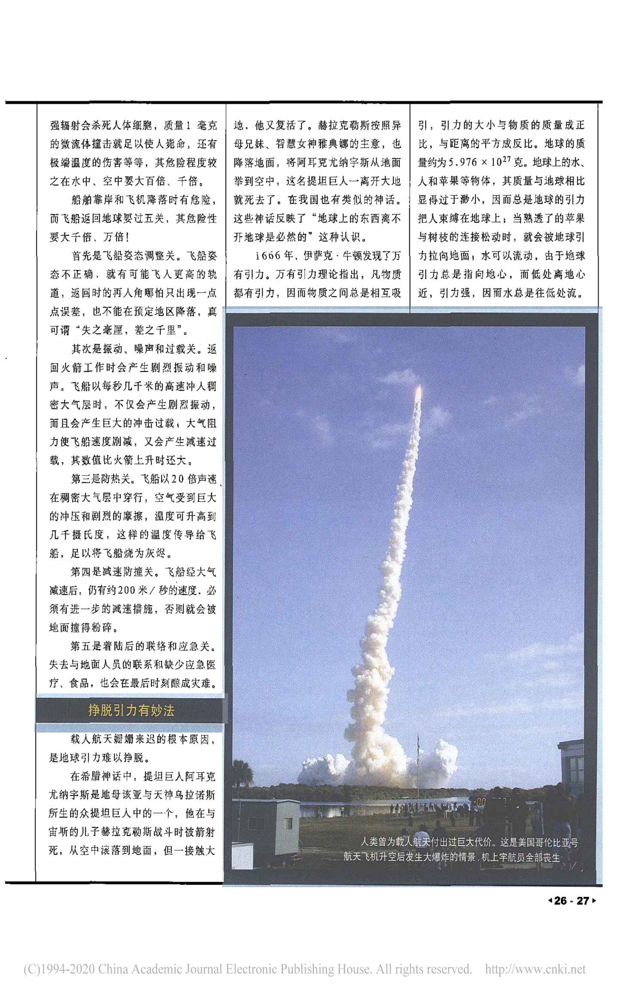 强辐射会杀死人体细胞，质量1 毫克
的微流体撞击就足以使人毙命，还有
极端温度的伤害等等，其危险程度较
之在水中、空中要大百倍、千倍。
船舶靠岸和飞机降落时有危险，
而飞船返回地球要过五关，其危险性
要大千倍、万倍！
首先是飞船姿态调整关。飞船姿
态不正确，就有可能飞入更高的轨
道，返回时的再入角哪怕只出现一点
点误差，也不能在预定地区降落，真
可谓“失之毫厘，差之千里”。
其次是振动、噪声和过载关。返
回火箭工作时会产生剧烈振动和噪
声。飞船以每秒几千米的高速冲入稠
密大气层时，不仅会产生剧烈振动，
而且会产生巨大的冲击过载；大气阻
力使飞船速度剧减，又会产生减速过
载，其数值比火箭上升时还大。
第三是防热关。飞船以20 倍声速
在稠密大气层中穿行，空气受到巨大
的冲压和剧烈的摩擦，温度可升高到
几千摄氏度，这样的温度传导给飞
船，足以将飞船烧为灰烬。
第四是减速防撞关。飞船经大气
减速后，仍有约200 米／秒的速度，必
须有进一步的减速措施，否则就会被
地面撞得粉碎。
第五是着陆后的联络和应急关。
失去与地面人员的联系和缺少应急医
疗、食品，也会在最后时刻酿成灾难。
挣脱引力有妙法
载人航天姗姗来迟的根本原因，
是地球引力难以挣脱。
在希腊神话中，提坦巨人阿耳克
尤纳宇斯是地母该亚与天神乌拉诺斯
所生的众提坦巨人中的一个，他在与
宙斯的儿子赫拉克勒斯战斗时被箭射
死，从空中滚落到地面，但一接触大
地，他又复活了。赫拉克勒斯按照异
母兄妹、智慧女神雅典娜的主意，也
降落地面，将阿耳克尤纳宇斯从地面
举到空中，这名提坦巨人一离开大地
就死去了。在我国也有类似的神话。
这些神话反映了“地球上的东西离不
开地球是必然的”这种认识。
1666 年，伊萨克·牛顿发现了万
有引力。万有引力理论指出，凡物质
都有引力，因而物质之间总是相互吸
引，引力的大小与物质的质量成正
比，与距离的平方成反比。地球的质
量约为5.976 × 10²⁷ 克。地球上的水、
人和苹果等物体，其质量与地球相比
显得过于渺小，因而总是地球的引力
把人束缚在地球上；当熟透了的苹果
与树枝的连接松动时，就会被地球引
力拉向地面；水可以流动，由于地球
引力总是指向地心，而低处离地心
近，引力强，因而水总是往低处流。
人类曾为载人航天付出过巨大代价。这是美国哥伦比亚号
航天飞机升空后发生大爆炸的情景，机上宇航员全部丧生
26 - 27
(C)1994-2020 China Academic Journal Electronic Publishing House. All rights reserved. http://www.cnki.net